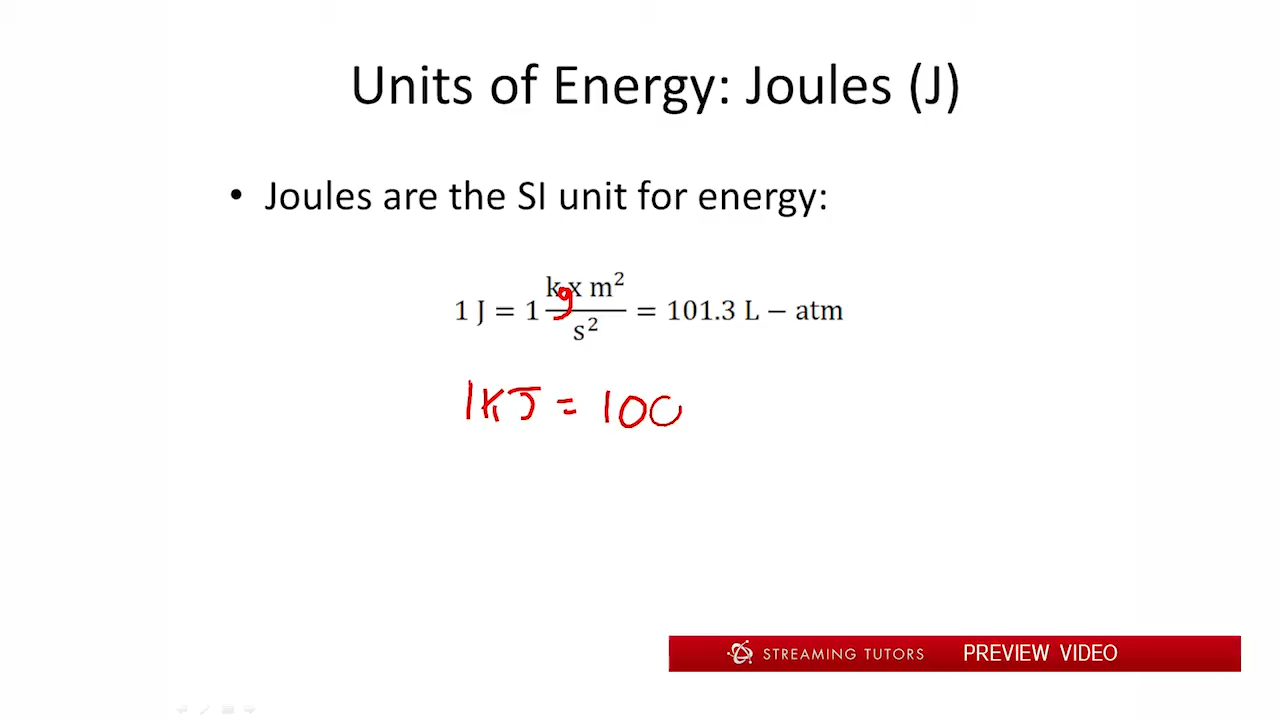 Units of Energy: Joules (J)
• Joules are the SI unit for energy:
1 J = 1 kg x m² / s² = 101.3 L − atm
1kJ = 100
STREAMING TUTORS PREVIEW VIDEO